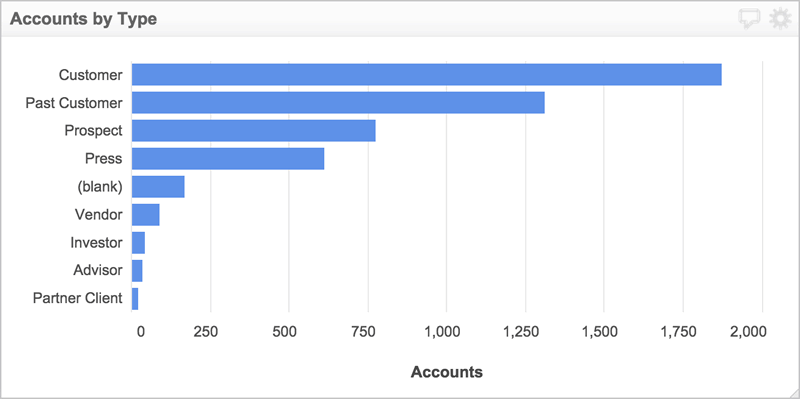 Accounts by Type
Customer
Past Customer
Prospect
Press
(blank)
Vendor
Investor
Advisor
Partner Client
0 250 500 750 1,000 1,250 1,500 1,750 2,000
Accounts